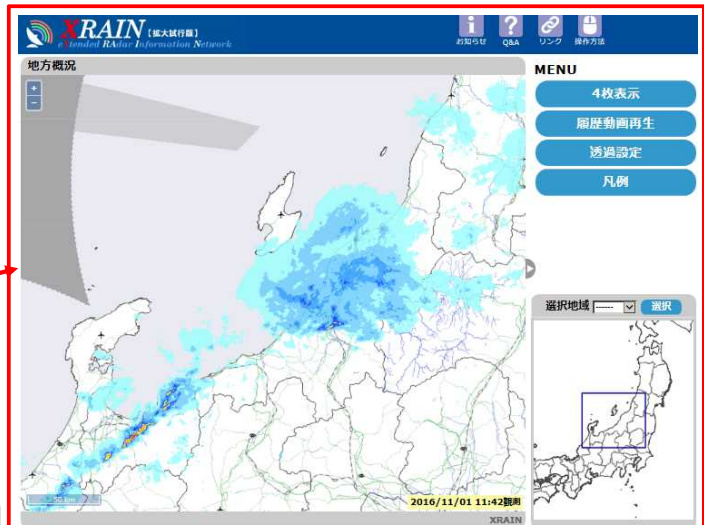 XRAIN【拡大試行版】
eXtended RAdar Information Network
お知らせ
Q&A
リンク
操作方法
地方概況
+
-
MENU
4枚表示
履歴動画再生
透過設定
凡例
選択地域 ------ 選択
50 km
2016/11/01 11:42観測
XRAIN